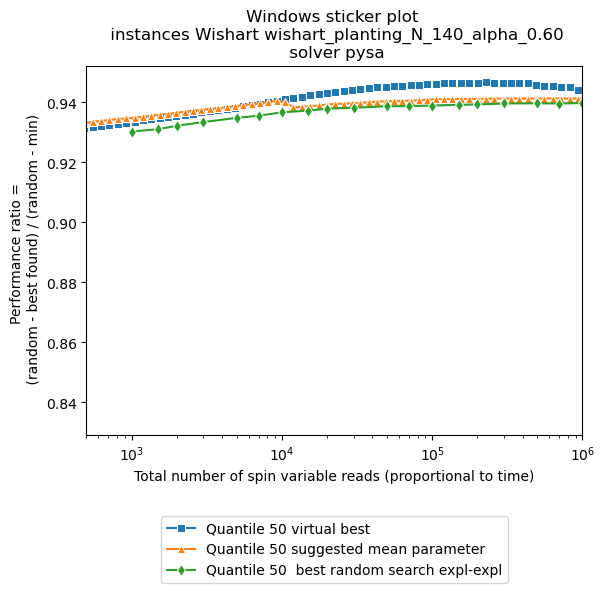 Windows sticker plot
instances Wishart wishart_planting_N_140_alpha_0.60
solver pysa
Performance ratio =
(random - best found) / (random - min)
0.94
0.92
0.90
0.88
0.86
0.84
10³
10⁴
10⁵
10⁶
Total number of spin variable reads (proportional to time)
Quantile 50 virtual best
Quantile 50 suggested mean parameter
Quantile 50  best random search expl-expl